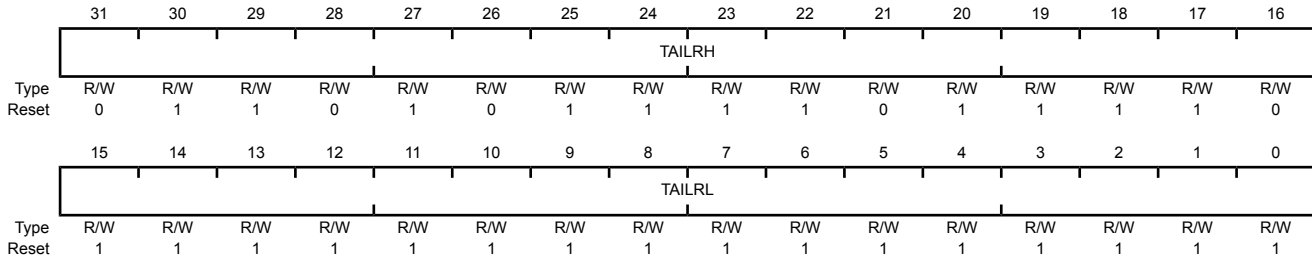 31 30 29 28 27 26 25 24 23 22 21 20 19 18 17 16
TAILRH
Type R/W R/W R/W R/W R/W R/W R/W R/W R/W R/W R/W R/W R/W R/W R/W R/W
Reset 0 1 1 0 1 0 1 1 1 1 0 1 1 1 1 0
15 14 13 12 11 10 9 8 7 6 5 4 3 2 1 0
TAILRL
Type R/W R/W R/W R/W R/W R/W R/W R/W R/W R/W R/W R/W R/W R/W R/W R/W
Reset 1 1 1 1 1 1 1 1 1 1 1 1 1 1 1 1